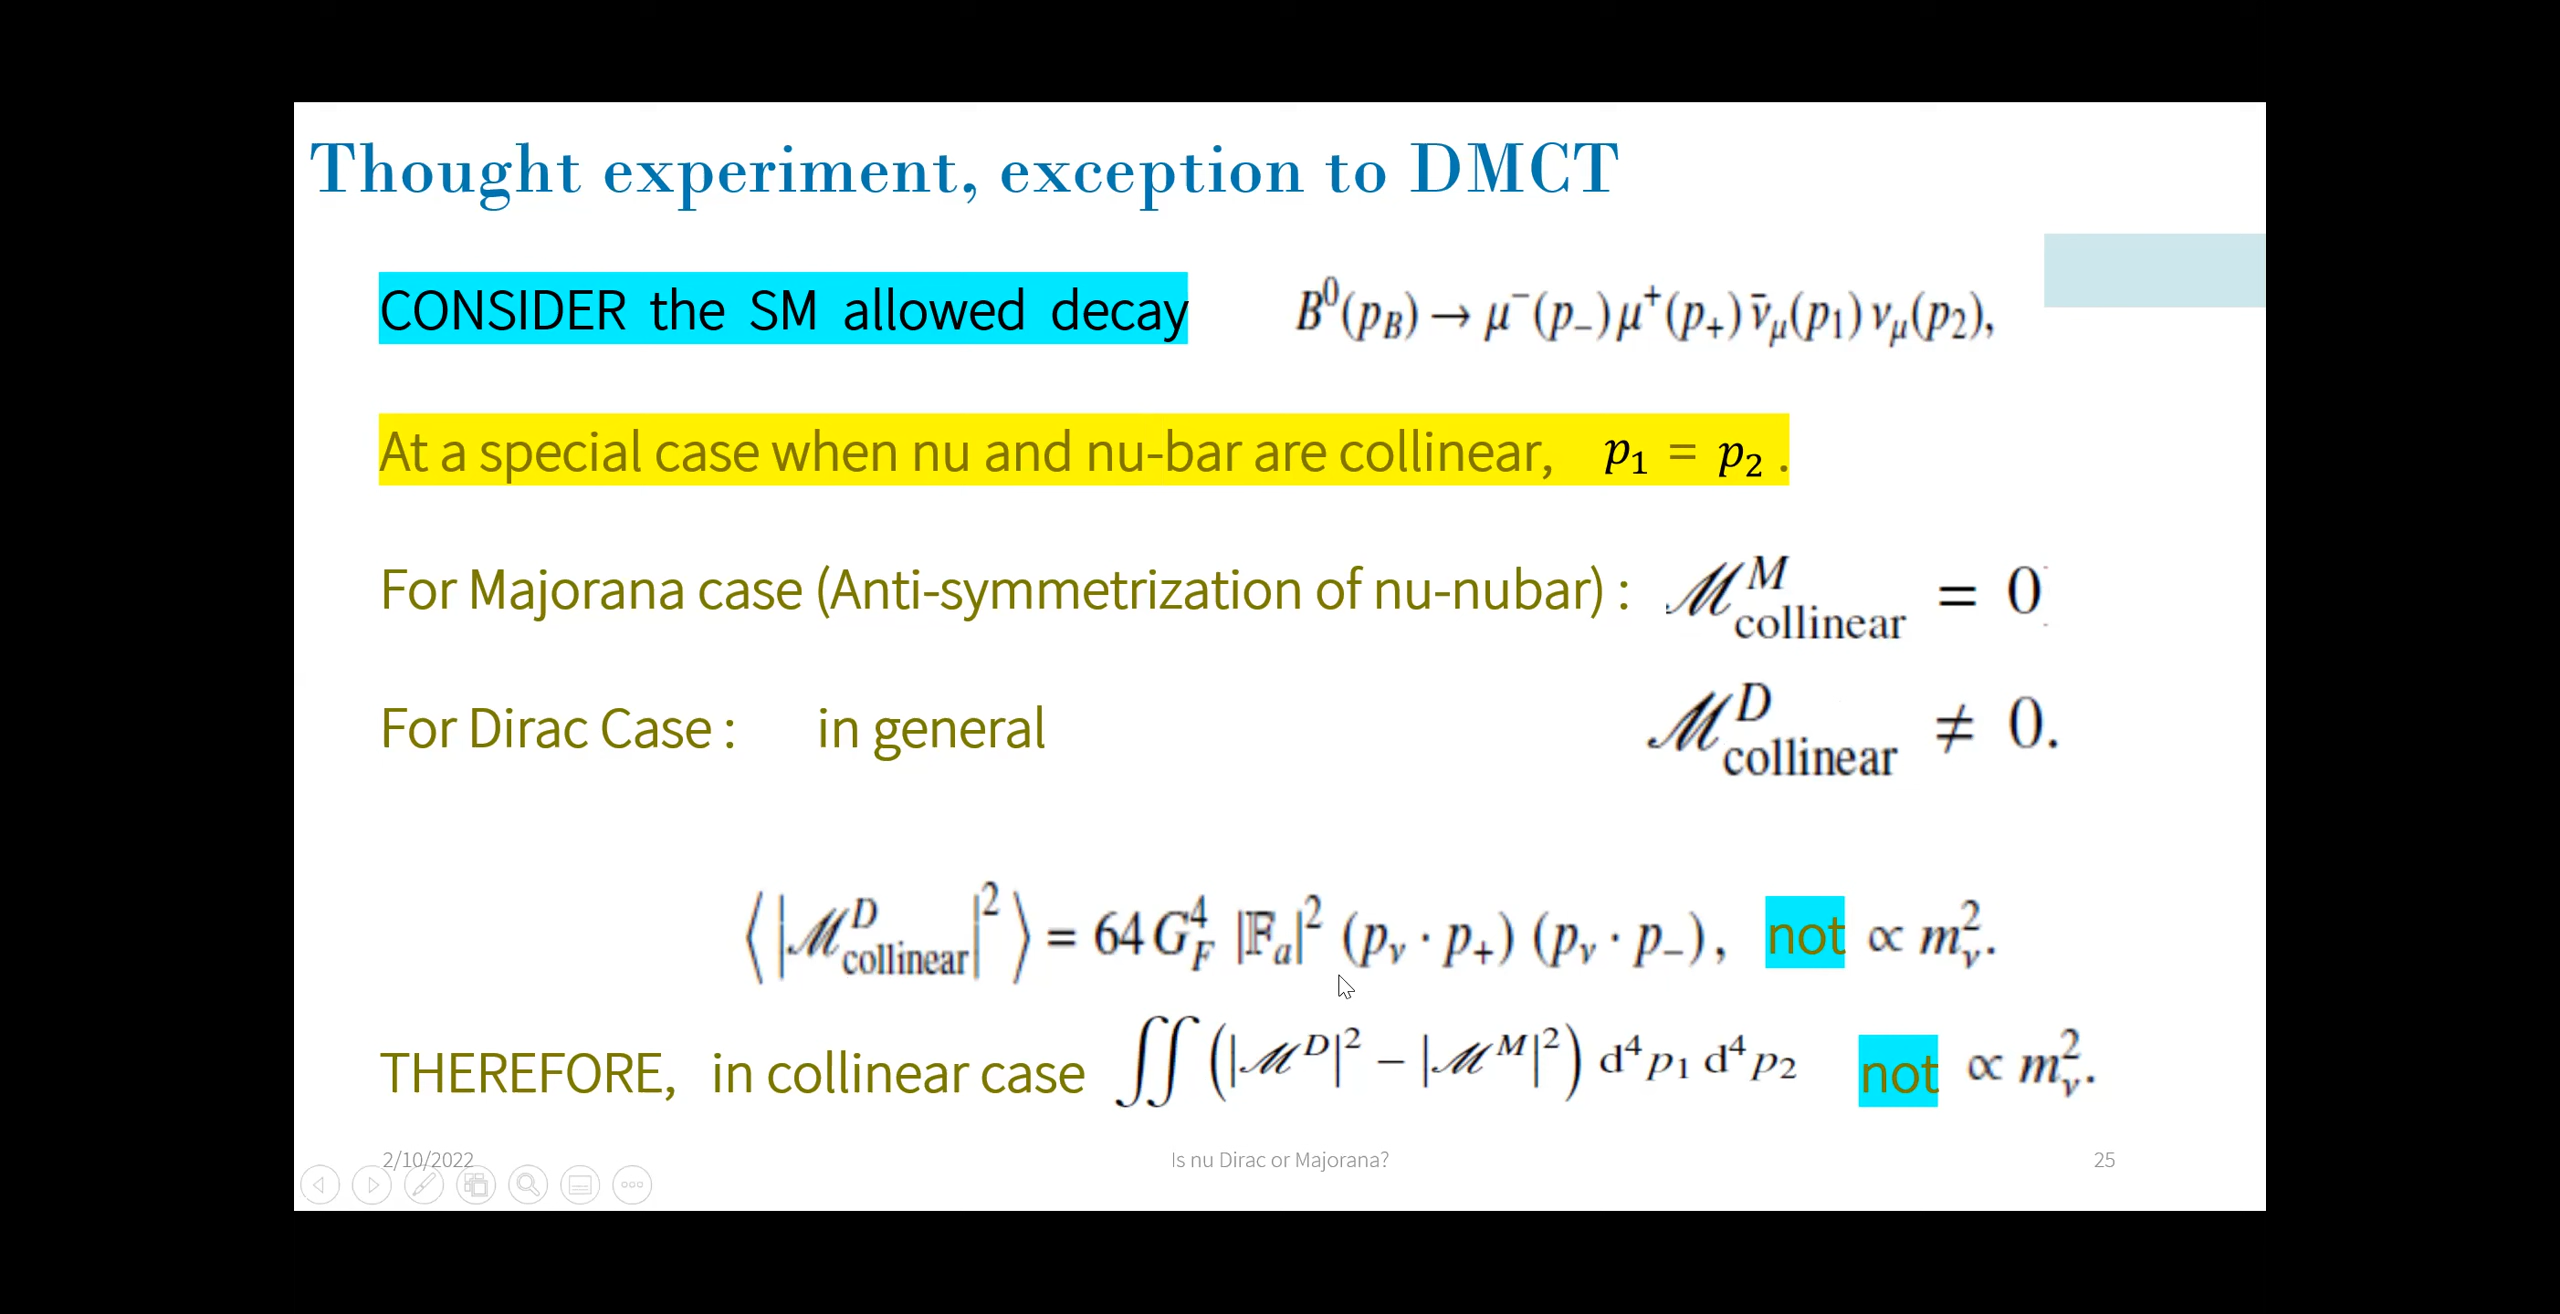 Thought experiment, exception to DMCT
CONSIDER the SM allowed decay B⁰(p_B) → μ⁻(p₋) μ⁺(p₊) ν̄_μ(p₁) ν_μ(p₂),
At a special case when nu and nu-bar are collinear, p₁ = p₂ .
For Majorana case (Anti-symmetrization of nu-nubar) : ℳ^M_collinear = 0
For Dirac Case : in general ℳ^D_collinear ≠ 0.
⟨|ℳ^D_collinear|²⟩ = 64 G_F⁴ |𝔽_a|² (p_ν · p₊) (p_ν · p₋), not ∝ m_ν².
THEREFORE, in collinear case ∬ (|ℳ^D|² − |ℳ^M|²) d⁴p₁ d⁴p₂ not ∝ m_ν².
2/10/2022 Is nu Dirac or Majorana? 25